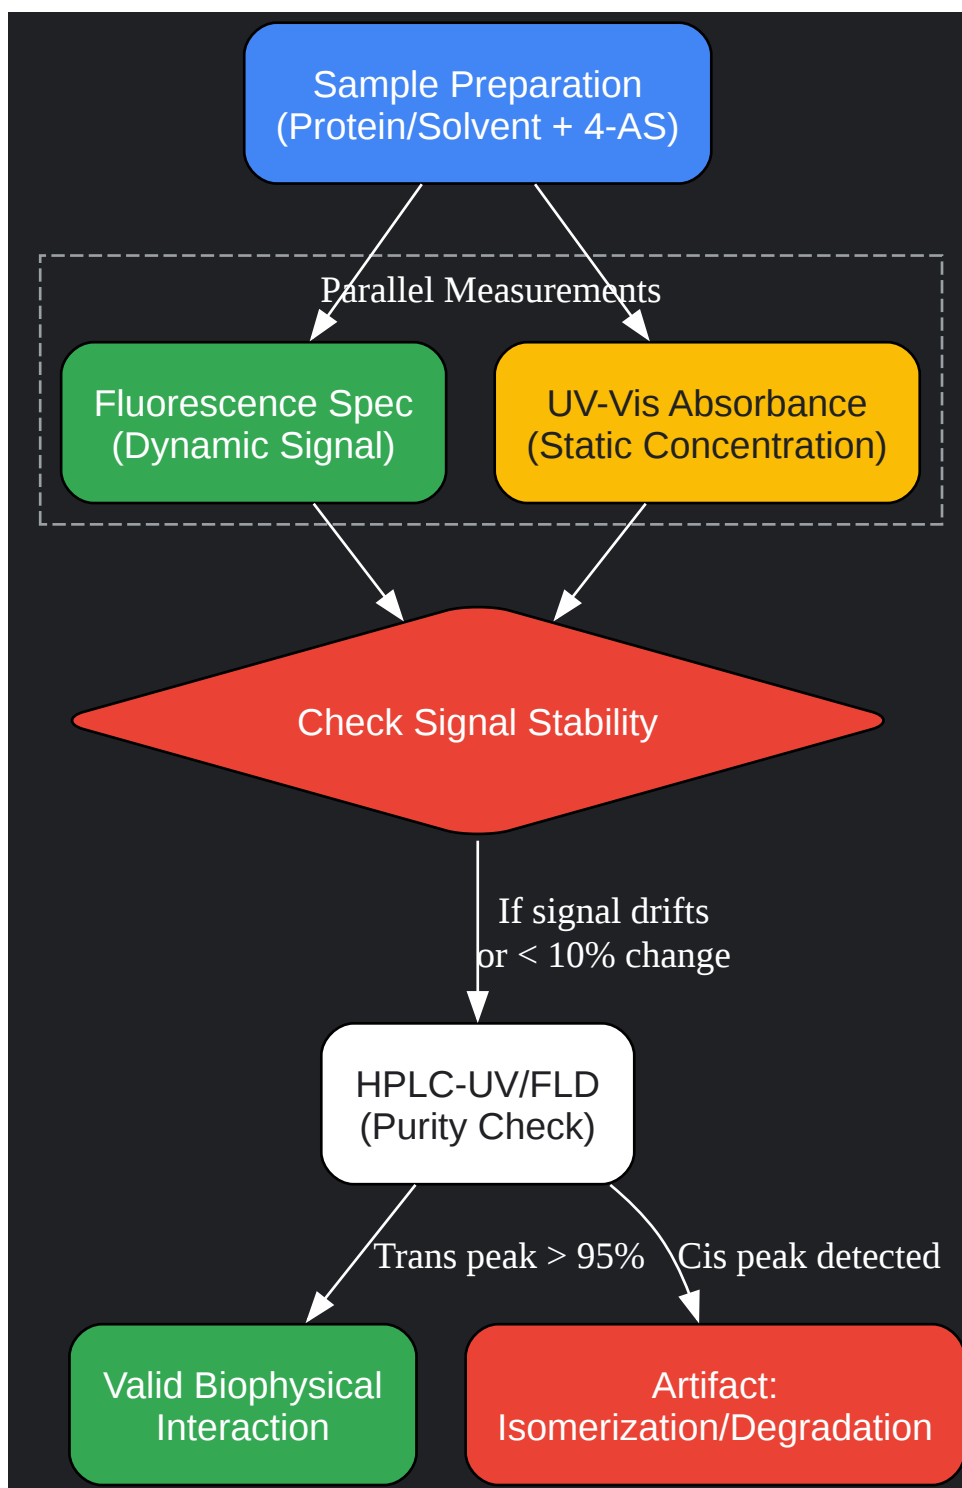 Sample Preparation
(Protein/Solvent + 4-AS)
Parallel Measurements
Fluorescence Spec
(Dynamic Signal)
UV-Vis Absorbance
(Static Concentration)
Check Signal Stability
If signal drifts
or < 10% change
HPLC-UV/FLD
(Purity Check)
Trans peak > 95%
Cis peak detected
Valid Biophysical
Interaction
Artifact:
Isomerization/Degradation